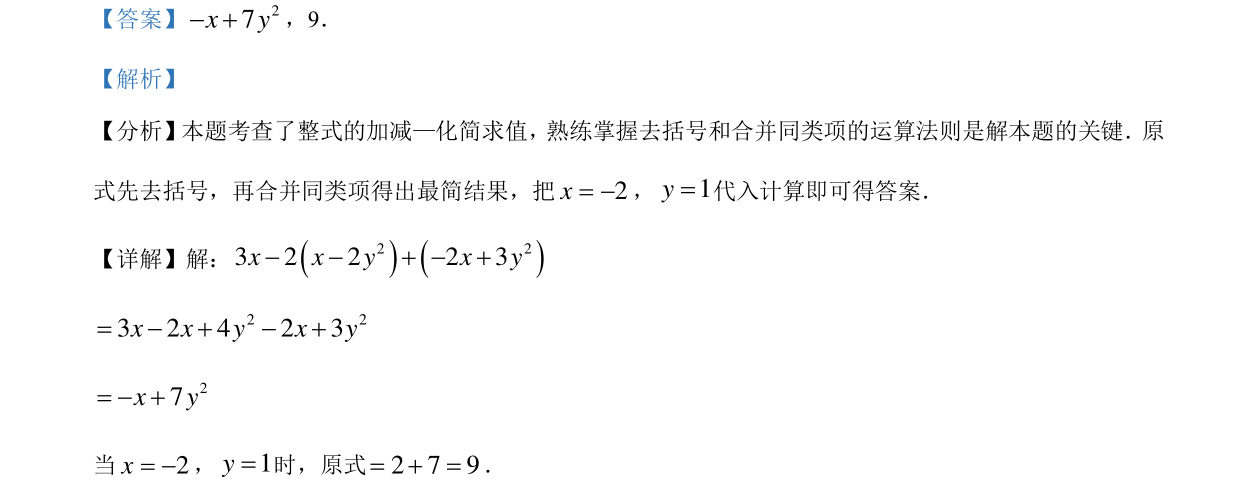 【答案】−x+7y²，9．
【解析】
【分析】本题考查了整式的加减—化简求值，熟练掌握去括号和合并同类项的运算法则是解本题的关键．原
式先去括号，再合并同类项得出最简结果，把 x=−2， y=1代入计算即可得答案．
【详解】解： 3x−2(x−2y²)+(−2x+3y²)
=3x−2x+4y²−2x+3y²
=−x+7y²
当 x=−2， y=1时，原式=2+7=9．